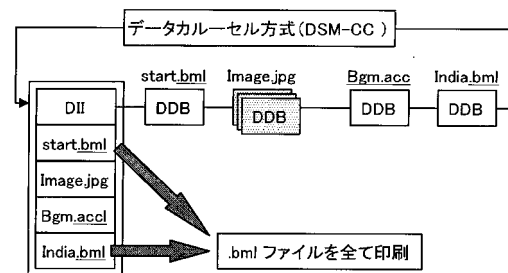 データカルーセル方式(DSM-CC )
start.bml
Image.jpg
Bgm.acc
India.bml
DII
DDB
DDB
DDB
DDB
start.bml
Image.jpg
Bgm.accl
India.bml
.bml ファイルを全て印刷